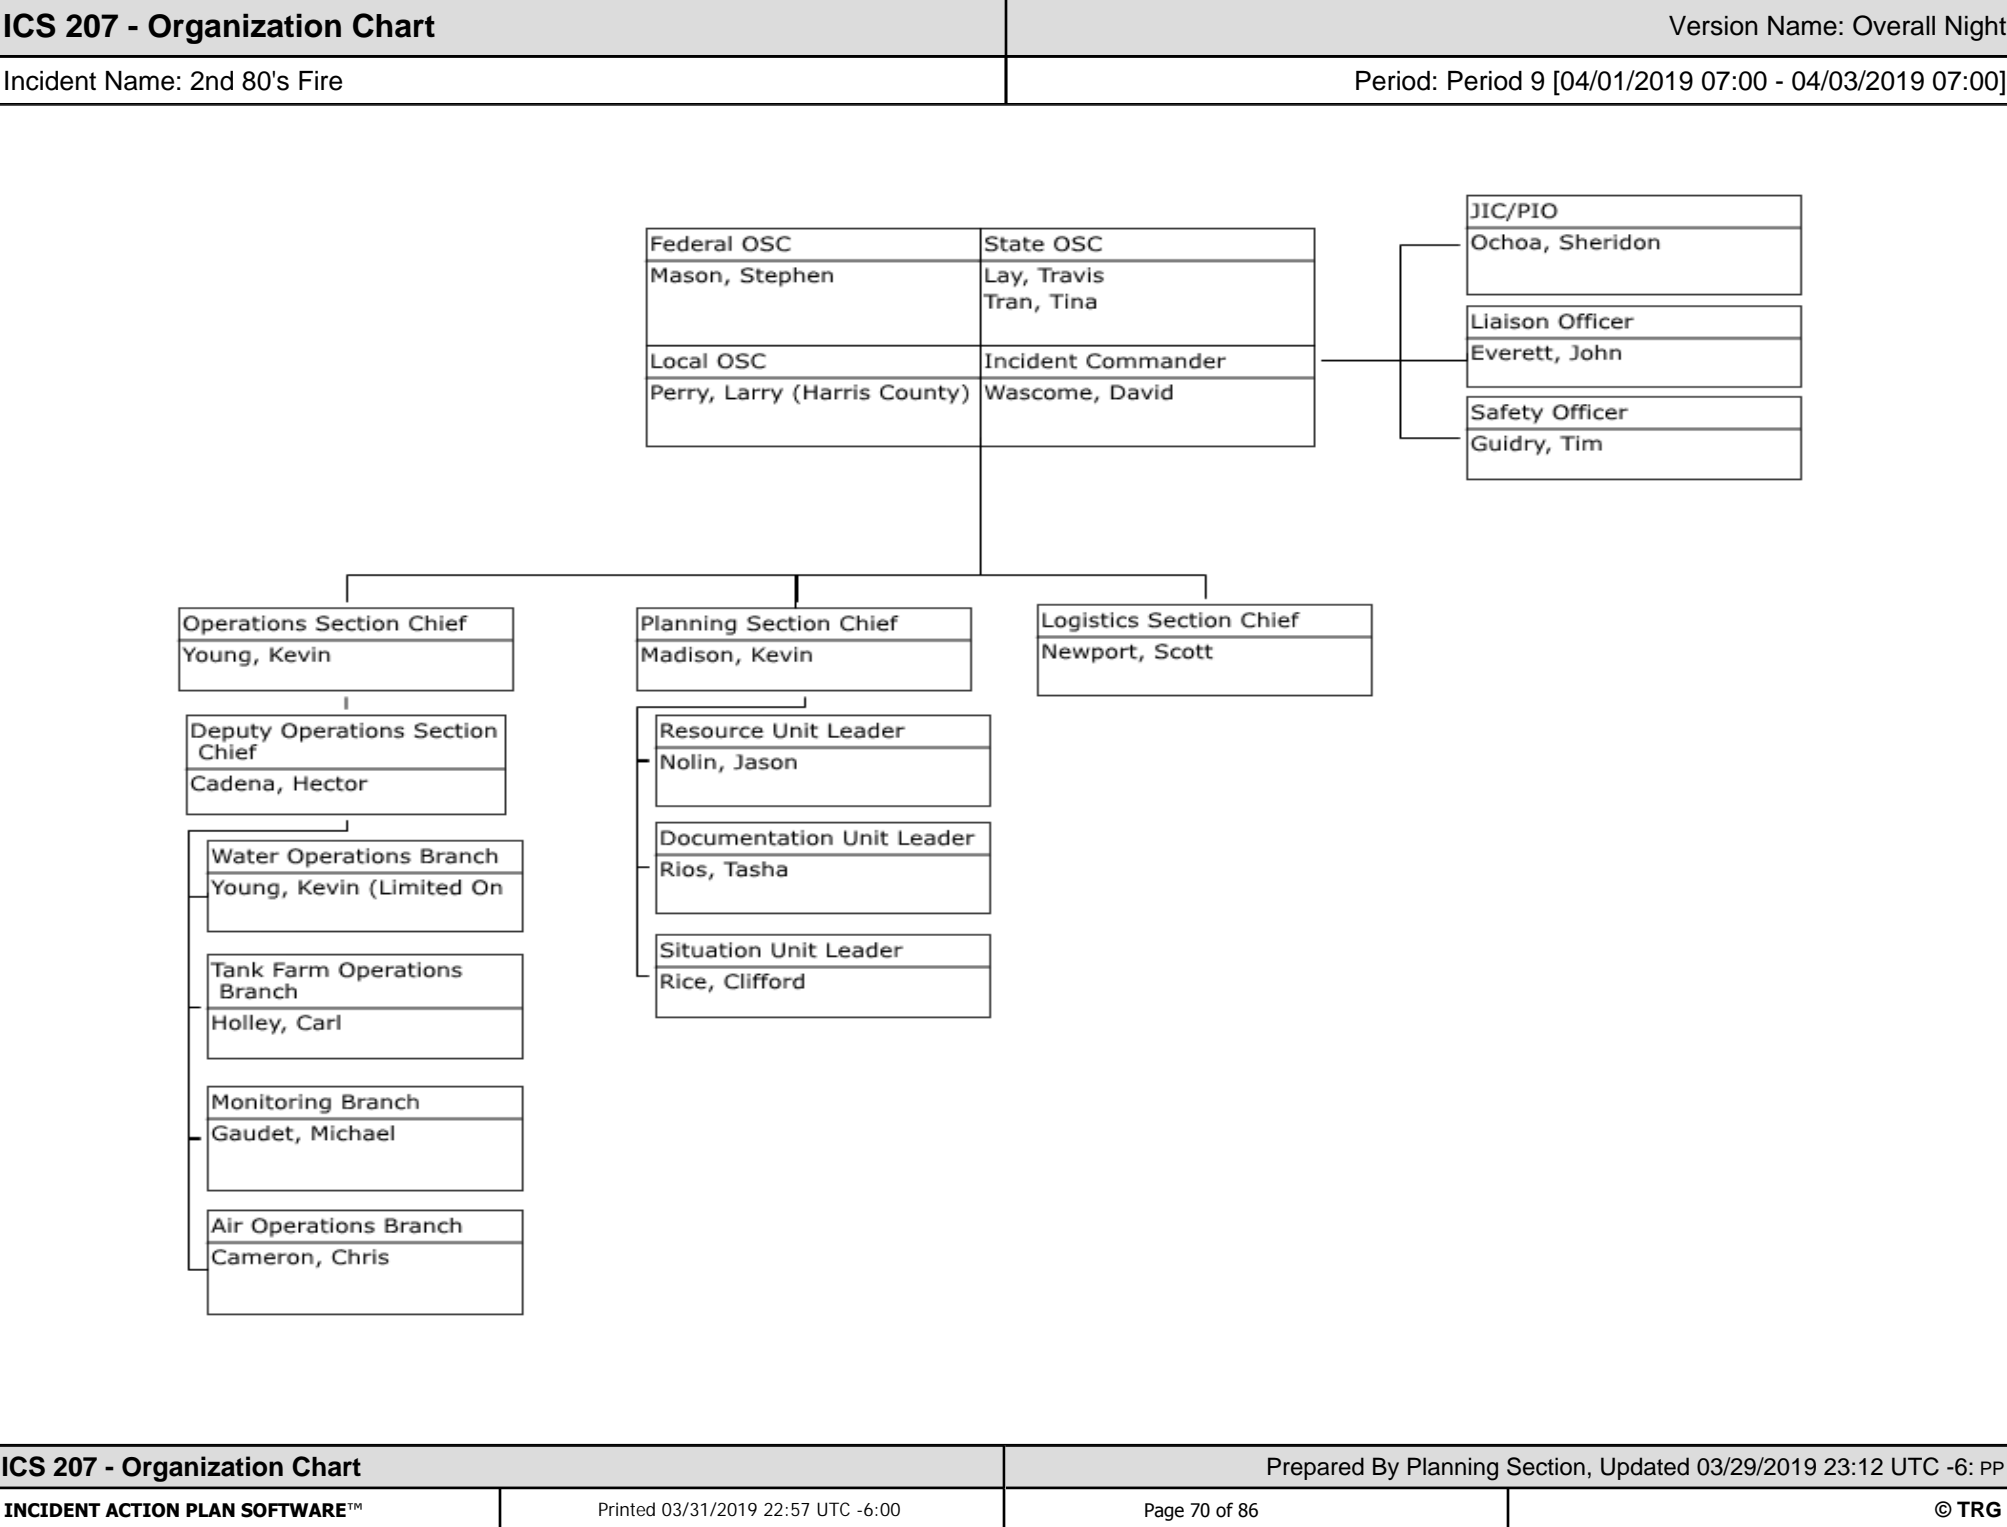 ICS 207 - Organization Chart
Version Name: Overall Night
Incident Name: 2nd 80's Fire
Period: Period 9 [04/01/2019 07:00 - 04/03/2019 07:00]
Federal OSC
Mason, Stephen
State OSC
Lay, Travis
Tran, Tina
Local OSC
Perry, Larry (Harris County)
Incident Commander
Wascome, David
JIC/PIO
Ochoa, Sheridon
Liaison Officer
Everett, John
Safety Officer
Guidry, Tim
Operations Section Chief
Young, Kevin
Deputy Operations Section
Chief
Cadena, Hector
Water Operations Branch
Young, Kevin (Limited On
Tank Farm Operations
Branch
Holley, Carl
Monitoring Branch
Gaudet, Michael
Air Operations Branch
Cameron, Chris
Planning Section Chief
Madison, Kevin
Resource Unit Leader
Nolin, Jason
Documentation Unit Leader
Rios, Tasha
Situation Unit Leader
Rice, Clifford
Logistics Section Chief
Newport, Scott
ICS 207 - Organization Chart
Prepared By Planning Section, Updated 03/29/2019 23:12 UTC -6: PP
INCIDENT ACTION PLAN SOFTWARE™
Printed 03/31/2019 22:57 UTC -6:00
Page 70 of 86
© TRG